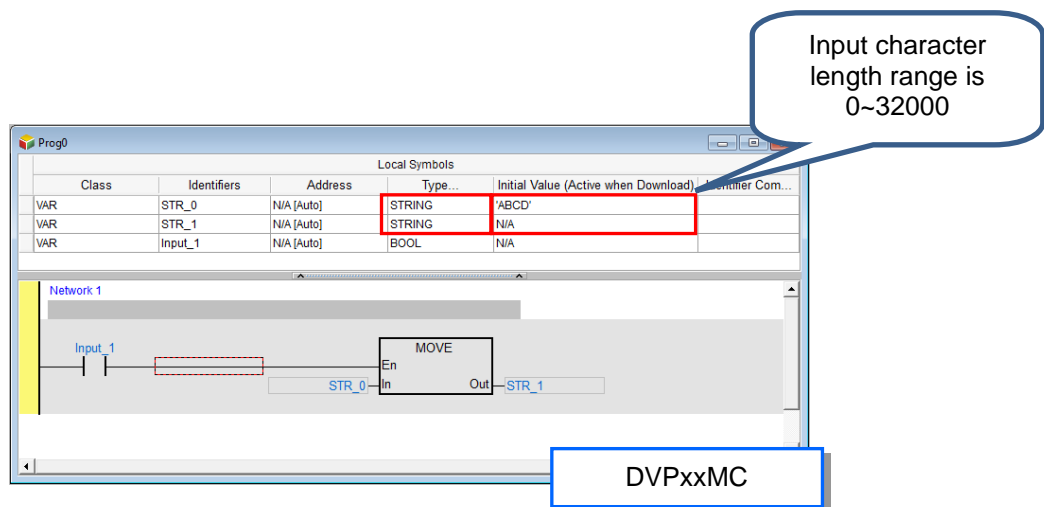 Input character
length range is
0~32000
Prog0
Local Symbols
Class Identifiers Address Type... Initial Value (Active when Download) Identifier Com...
VAR STR_0 N/A [Auto] STRING 'ABCD'
VAR STR_1 N/A [Auto] STRING N/A
VAR Input_1 N/A [Auto] BOOL N/A
Network 1
Input_1 MOVE
En
STR_0 In Out STR_1
DVPxxMC